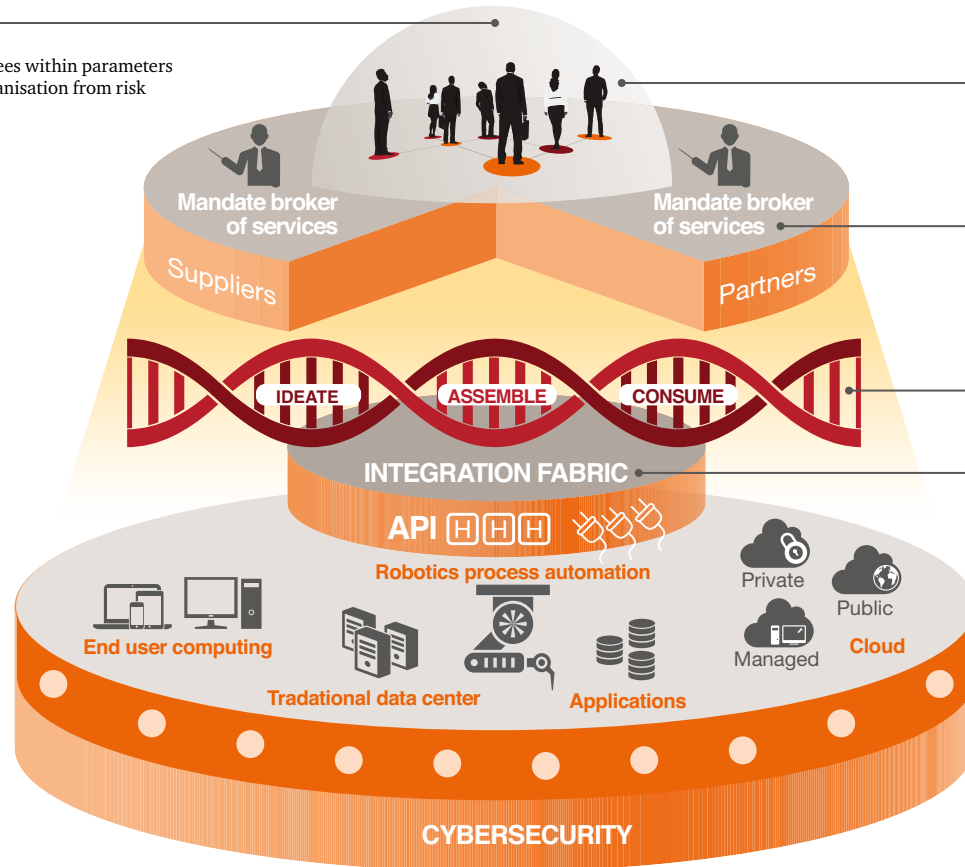 ees within parameters
anisation from risk
Mandate broker
of services
Mandate broker
of services
Suppliers
Partners
IDEATE
ASSEMBLE
CONSUME
INTEGRATION FABRIC
API H H H
Robotics process automation
Private
Public
Managed
Cloud
End user computing
Tradational data center
Applications
CYBERSECURITY